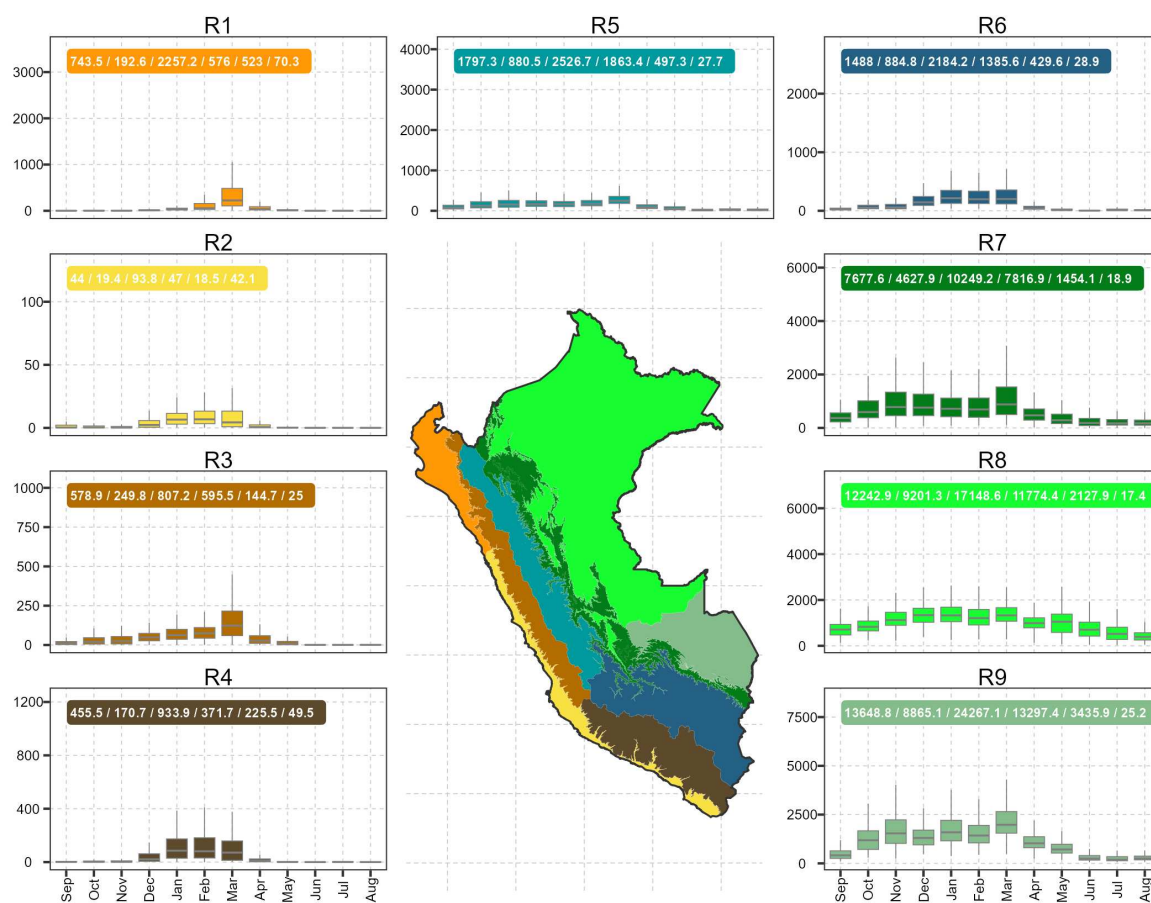 R1
743.5 / 192.6 / 2257.2 / 576 / 523 / 70.3
3000
2000
1000
0
R5
1797.3 / 880.5 / 2526.7 / 1863.4 / 497.3 / 27.7
4000
3000
2000
1000
0
R6
1488 / 884.8 / 2184.2 / 1385.6 / 429.6 / 28.9
2000
1000
0
R2
44 / 19.4 / 93.8 / 47 / 18.5 / 42.1
100
50
0
R7
7677.6 / 4627.9 / 10249.2 / 7816.9 / 1454.1 / 18.9
6000
4000
2000
0
R3
578.9 / 249.8 / 807.2 / 595.5 / 144.7 / 25
1000
750
500
250
0
R8
12242.9 / 9201.3 / 17148.6 / 11774.4 / 2127.9 / 17.4
6000
4000
2000
0
R4
455.5 / 170.7 / 933.9 / 371.7 / 225.5 / 49.5
1200
800
400
0
Sep Oct Nov Dec Jan Feb Mar Apr May Jun Jul Aug
R9
13648.8 / 8865.1 / 24267.1 / 13297.4 / 3435.9 / 25.2
7500
5000
2500
0
Sep Oct Nov Dec Jan Feb Mar Apr May Jun Jul Aug